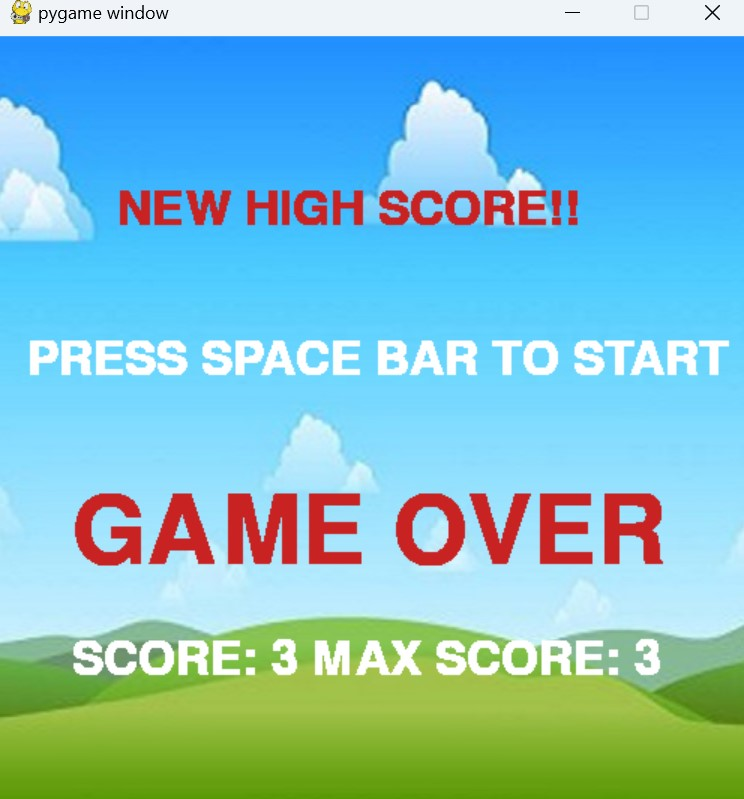 pygame window
NEW HIGH SCORE!!
PRESS SPACE BAR TO START
GAME OVER
SCORE: 3 MAX SCORE: 3